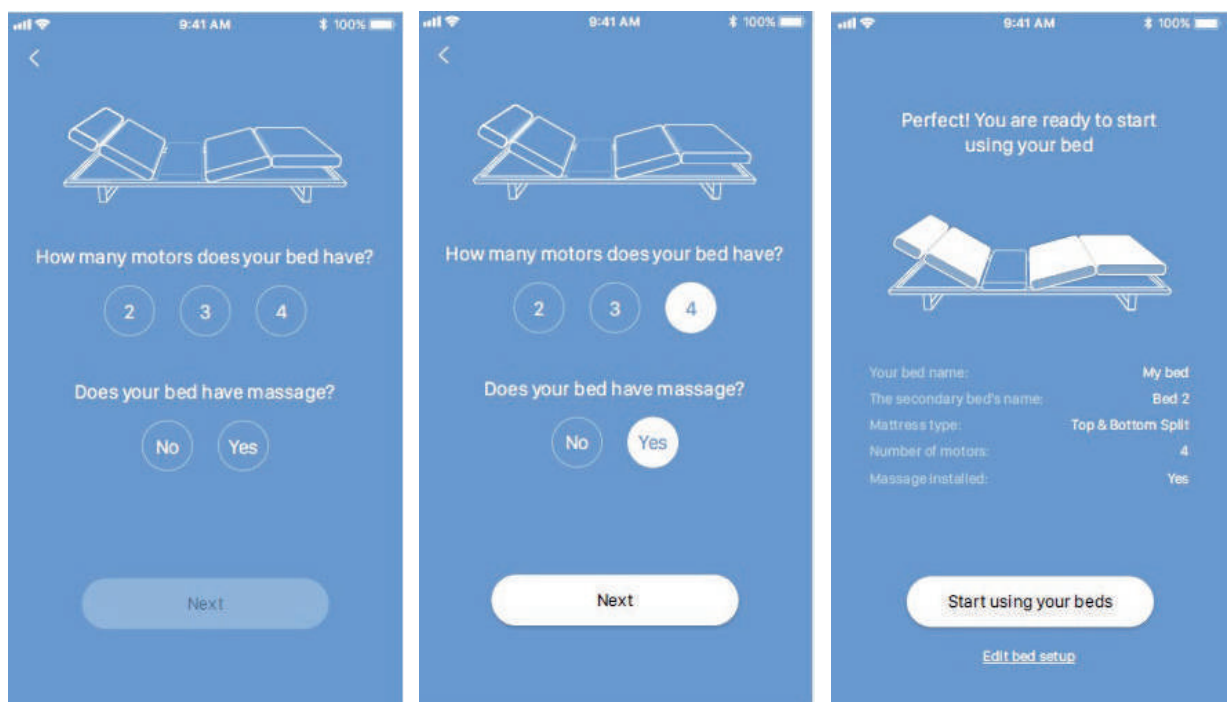 9:41 AM
100%
How many motors does your bed have?
2 3 4
Does your bed have massage?
No Yes
Next
9:41 AM
100%
How many motors does your bed have?
2 3 4
Does your bed have massage?
No Yes
Next
9:41 AM
100%
Perfect! You are ready to start
using your bed
Your bed name: My bed
The secondary bed's name: Bed 2
Mattress type: Top & Bottom Split
Number of motors: 4
Massage installed: Yes
Start using your beds
Edit bed setup